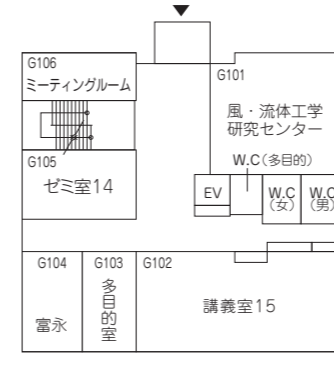 G106
ミーティングルーム
G101
風・流体工学
研究センター
G105
ゼミ室14
W.C(多目的)
EV
W.C
(女)
W.C
(男)
G104
富永
G103
多目的室
G102
講義室15